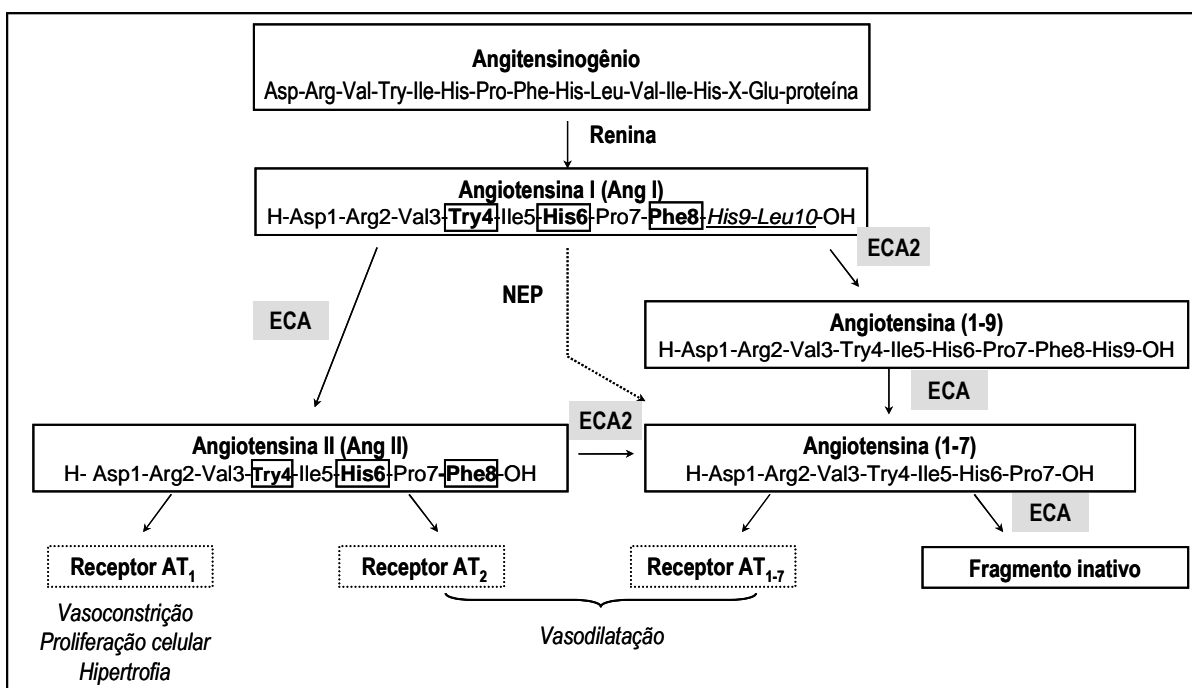 Angitensinogênio
Asp-Arg-Val-Try-Ile-His-Pro-Phe-His-Leu-Val-Ile-His-X-Glu-proteína
Renina
Angiotensina I (Ang I)
H-Asp1-Arg2-Val3-Try4-Ile5-His6-Pro7-Phe8-His9-Leu10-OH
ECA2
NEP
ECA
Angiotensina (1-9)
H-Asp1-Arg2-Val3-Try4-Ile5-His6-Pro7-Phe8-His9-OH
ECA
ECA2
Angiotensina II (Ang II)
H- Asp1-Arg2-Val3-Try4-Ile5-His6-Pro7-Phe8-OH
Angiotensina (1-7)
H-Asp1-Arg2-Val3-Try4-Ile5-His6-Pro7-OH
ECA
Receptor AT1
Receptor AT2
Receptor AT1-7
Fragmento inativo
Vasoconstrição
Proliferação celular
Hipertrofia
Vasodilatação